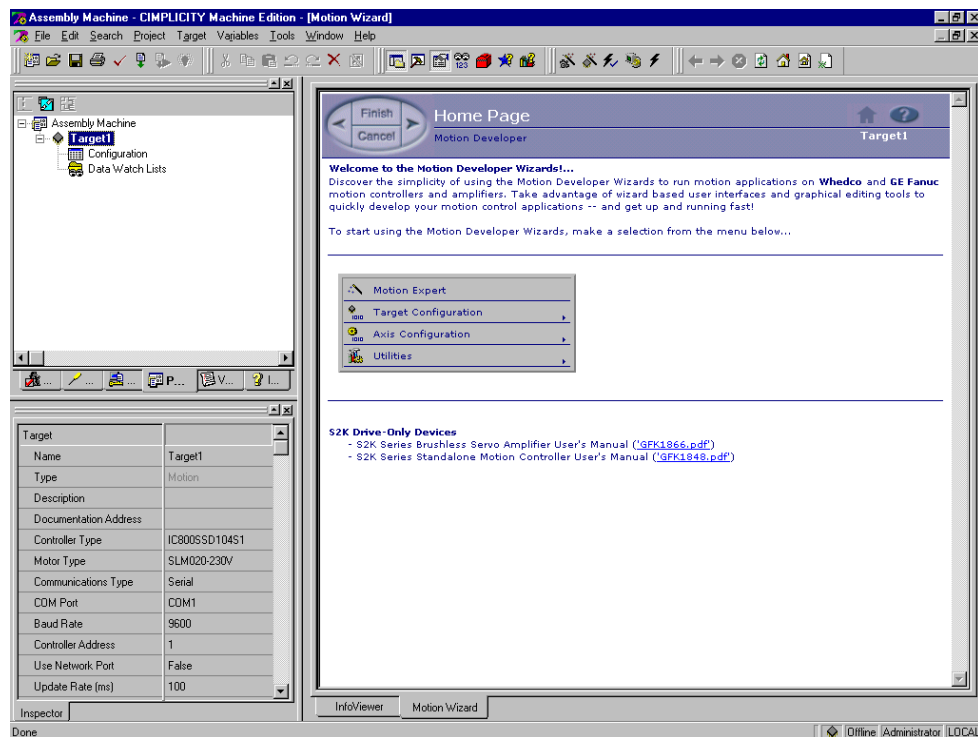 Assembly Machine - CIMPLICITY Machine Edition - [Motion Wizard]
File Edit Search Project Target Variables Tools Window Help
Assembly Machine
Target1
Configuration
Data Watch Lists
P...
V...
I...
Target
Name Target1
Type Motion
Description
Documentation Address
Controller Type IC800SSD104S1
Motor Type SLM020-230V
Communications Type Serial
COM Port COM1
Baud Rate 9600
Controller Address 1
Use Network Port False
Update Rate (ms) 100
Inspector
Finish
Cancel
Home Page
Motion Developer
Target1
Welcome to the Motion Developer Wizards!...
Discover the simplicity of using the Motion Developer Wizards to run motion applications on Whedco and GE Fanuc
motion controllers and amplifiers. Take advantage of wizard based user interfaces and graphical editing tools to
quickly develop your motion control applications -- and get up and running fast!
To start using the Motion Developer Wizards, make a selection from the menu below...
Motion Expert
Target Configuration
Axis Configuration
Utilities
S2K Drive-Only Devices
- S2K Series Brushless Servo Amplifier User's Manual ('GFK1866.pdf')
- S2K Series Standalone Motion Controller User's Manual ('GFK1848.pdf')
InfoViewer Motion Wizard
Done
Offline Administrator LOCAL